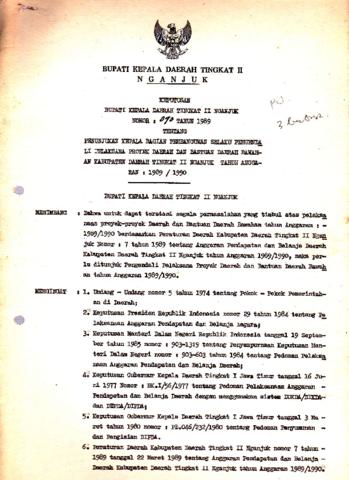 BUPATI KEPALA DAERAH TINGKAT II
N G A N J U K
KEPUTUSAN
BUPATI KEPALA DAERAH TINGKAT II NGANJUK
NOMOR : 090 TAHUN 1989
TENTANG
PENUNJUKAN KEPALA BAGIAN PEMBANGUNAN SELAKU PENGENDA
LI PELAKSANA PROYEK DAERAH DAN BANTUAN DAERAH BAWAH-
AN KABUPATEN DAERAH TINGKAT II NGANJUK TAHUN ANGGA-
RAN : 1989 / 1990
BUPATI KEPALA DAERAH TINGKAT II NGANJUK
MENIMBANG : Bahwa untuk dapat teratasi segala permasalahan yang timbul atas pelaksa
naan proyek-proyek Daerah dan Bantuan Daerah Bawahan tahun Anggaran : -
1989/1990 berdasarkan Peraturan Daerah Kabupaten Daerah Tingkat II Ngan
juk Nomor : 7 tahun 1989 tentang Anggaran Pendapatan dan Belanja Daerah
Kabupaten Daerah Tingkat II Nganjuk tahun Anggaran 1989/1990, maka per-
lu ditunjuk Pengendali Pelaksana Proyek Daerah dan Bantuan Daerah Bawah
an tahun Anggaran 1989/1990.
MENGINGAT : 1. Undang - Undang nomor 5 tahun 1974 tentang Pokok - Pokok Pemerintah-
an di Daerah;
2. Keputusan Presiden Republik Indonesia nomor 29 tahun 1984 tentang Pe
laksanaan Anggaran Pendapatan dan Belanja Negara;
3. Keputusan Menteri Dalam Negeri Republik Indonesia tanggal 19 Septem-
ber tahun 1985 nomor : 903-1319 tentang Penyempurnaan Keputusan Men-
teri Dalam Negeri nomor : 903-603 tahun 1984 tentang Pedoman Pelaksa
naan Anggaran Pendapatan dan Belanja Daerah;
4. Keputusan Gubernur Kepala Daerah Tingkat I Jawa Timur tanggal 16 Ju-
ni 1977 Nomor : HK.I/56/1977 tentang Pedoman Pelaksanaan Anggaran -
Pendapatan dan Belanja Daerah dengan menggunakan sistem DIKDA/DIKDA-
dan DIPDA/DIPDA;
5. Keputusan Gubernur Kepala Daerah Tingkat I Jawa Timur tanggal 3 Ma-
ret tahun 1980 nomor : PL.046/232/1980 tentang Pedoman Penyusunan -
dan Pengisian DIPDA.
6. Peraturan Daerah Kabupaten Daerah Tingkat II Nganjuk nomor 7 tahun -
1989 tanggal 22 Maret 1989 tentang Anggaran Pendapatan dan Belanja -
Daerah Kabupaten Daerah Tingkat II Nganjuk tahun Anggaran 1989/1990.